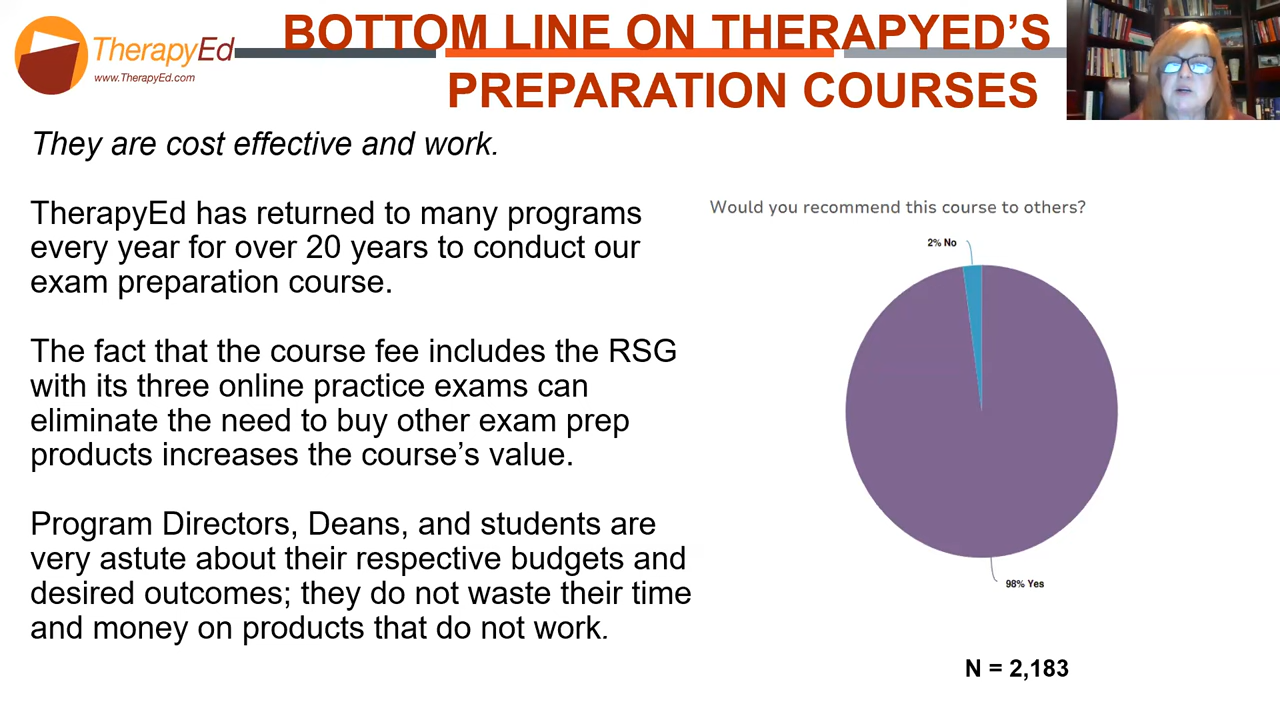 BOTTOM LINE ON THERAPYED’S
PREPARATION COURSES
TherapyEd
www.TherapyEd.com
They are cost effective and work.
TherapyEd has returned to many programs
every year for over 20 years to conduct our
exam preparation course.
The fact that the course fee includes the RSG
with its three online practice exams can
eliminate the need to buy other exam prep
products increases the course’s value.
Program Directors, Deans, and students are
very astute about their respective budgets and
desired outcomes; they do not waste their time
and money on products that do not work.
Would you recommend this course to others?
2% No
98% Yes
N = 2,183